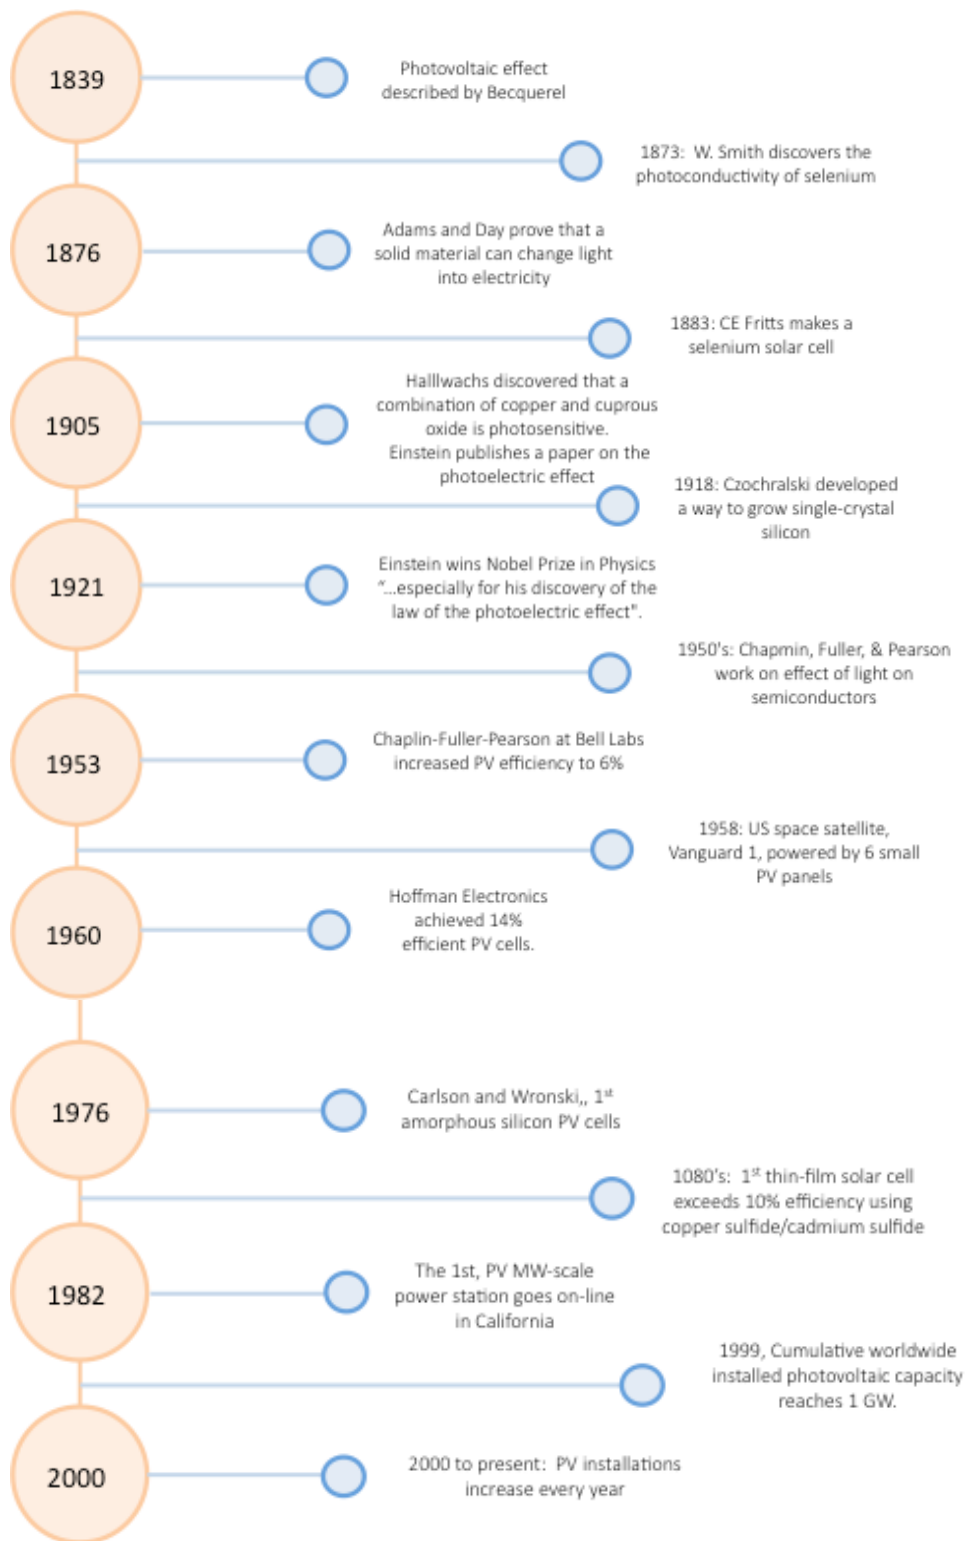 1839
Photovoltaic effect
described by Becquerel
1873:  W. Smith discovers the
photoconductivity of selenium
1876
Adams and Day prove that a
solid material can change light
into electricity
1883: CE Fritts makes a
selenium solar cell
1905
Halllwachs discovered that a
combination of copper and cuprous
oxide is photosensitive.
Einstein publishes a paper on the
photoelectric effect
1918: Czochralski developed
a way to grow single-crystal
silicon
1921
Einstein wins Nobel Prize in Physics
"...especially for his discovery of the
law of the photoelectric effect".
1950's: Chapmin, Fuller, & Pearson
work on effect of light on
semiconductors
1953
Chaplin-Fuller-Pearson at Bell Labs
increased PV efficiency to 6%
1958: US space satellite,
Vanguard 1, powered by 6 small
PV panels
1960
Hoffman Electronics
achieved 14%
efficient PV cells.
1976
Carlson and Wronski,, 1st
amorphous silicon PV cells
1080's:  1st thin-film solar cell
exceeds 10% efficiency using
copper sulfide/cadmium sulfide
1982
The 1st, PV MW-scale
power station goes on-line
in California
1999, Cumulative worldwide
installed photovoltaic capacity
reaches 1 GW.
2000
2000 to present:  PV installations
increase every year